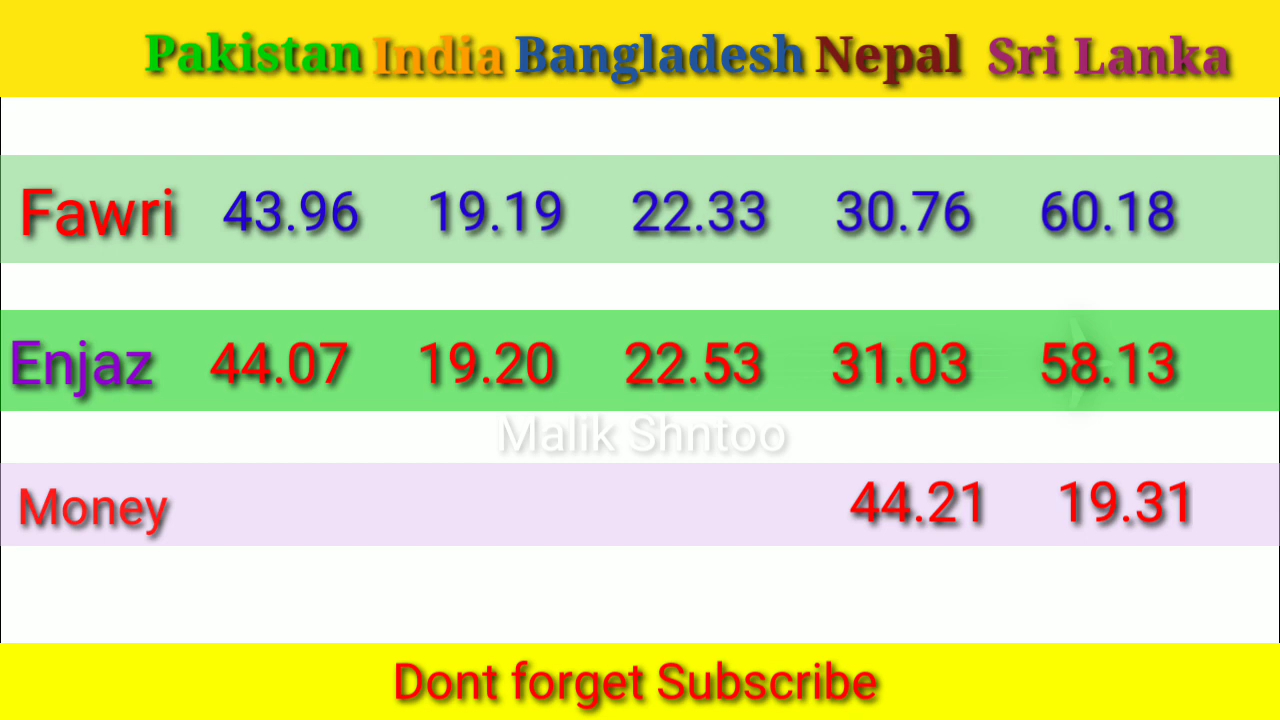 Pakistan India Bangladesh Nepal Sri Lanka
Fawri 43.96 19.19 22.33 30.76 60.18
Enjaz 44.07 19.20 22.53 31.03 58.13
Malik Shntoo
Money 44.21 19.31
Dont forget Subscribe